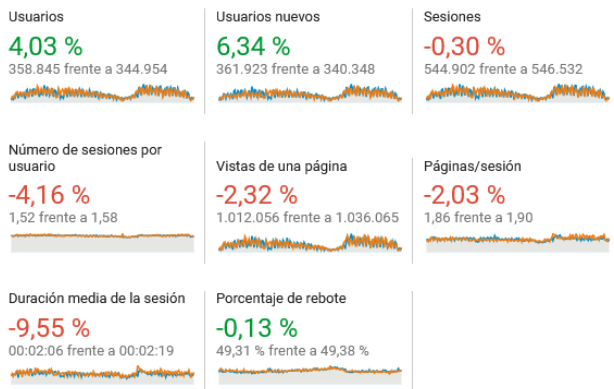 Usuarios
4,03 %
358.845 frente a 344.954
Usuarios nuevos
6,34 %
361.923 frente a 340.348
Sesiones
-0,30 %
544.902 frente a 546.532
Número de sesiones por
usuario
-4,16 %
1,52 frente a 1,58
Vistas de una página
-2,32 %
1.012.056 frente a 1.036.065
Páginas/sesión
-2,03 %
1,86 frente a 1,90
Duración media de la sesión
-9,55 %
00:02:06 frente a 00:02:19
Porcentaje de rebote
-0,13 %
49,31 % frente a 49,38 %